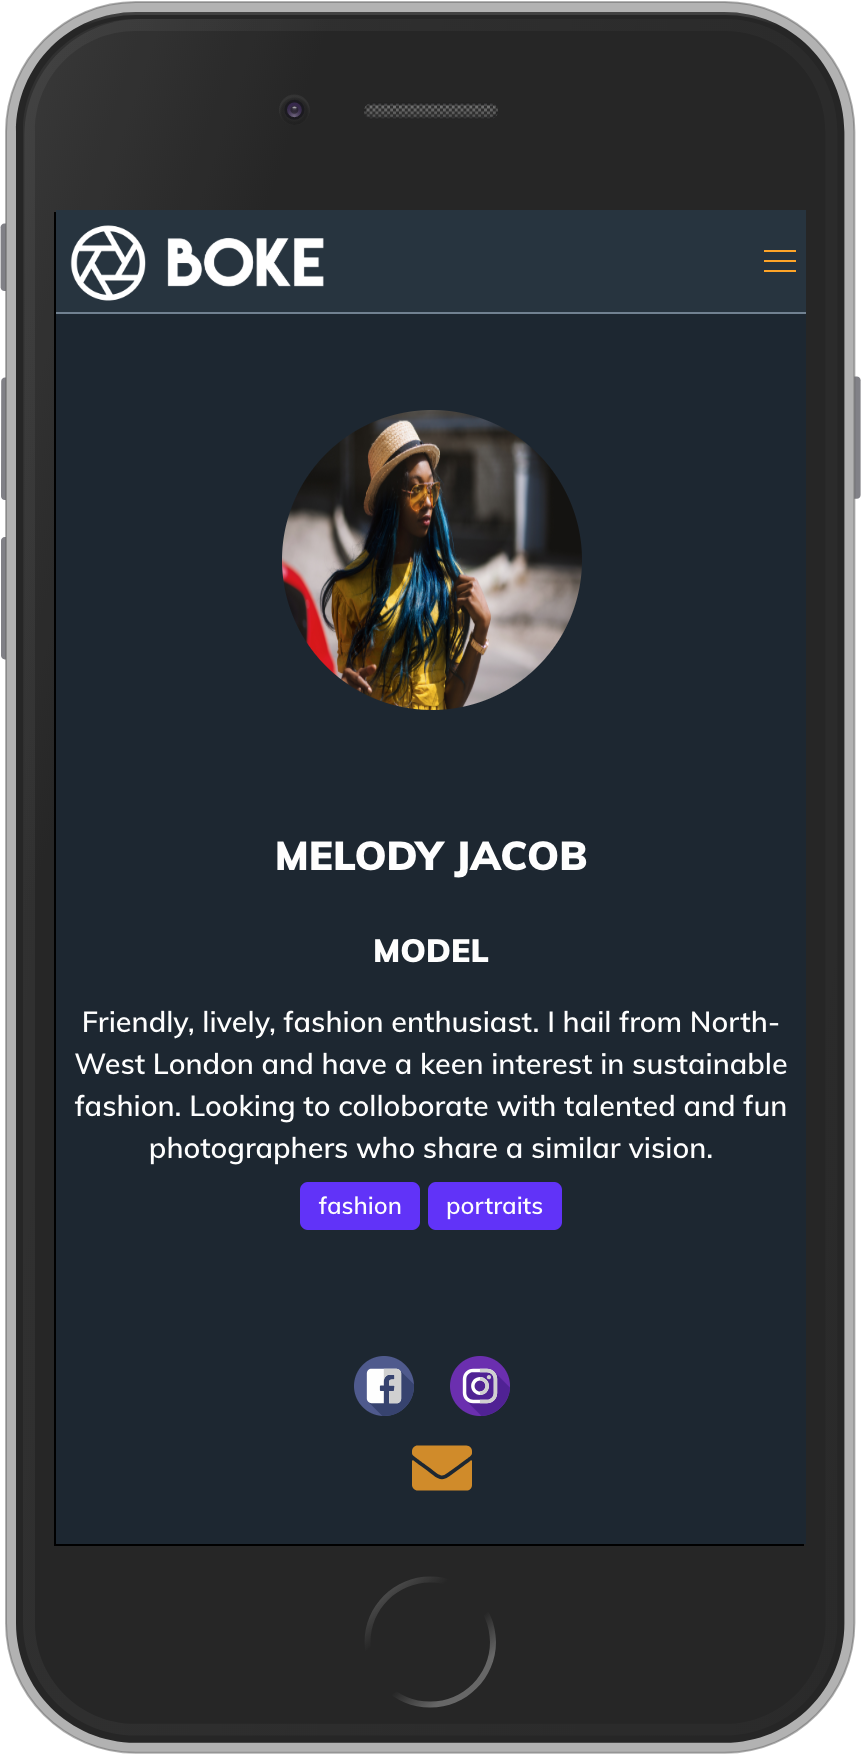 BOKE
MELODY JACOB
MODEL
Friendly, lively, fashion enthusiast. I hail from North-
West London and have a keen interest in sustainable
fashion. Looking to colloborate with talented and fun
photographers who share a similar vision.
fashion portraits